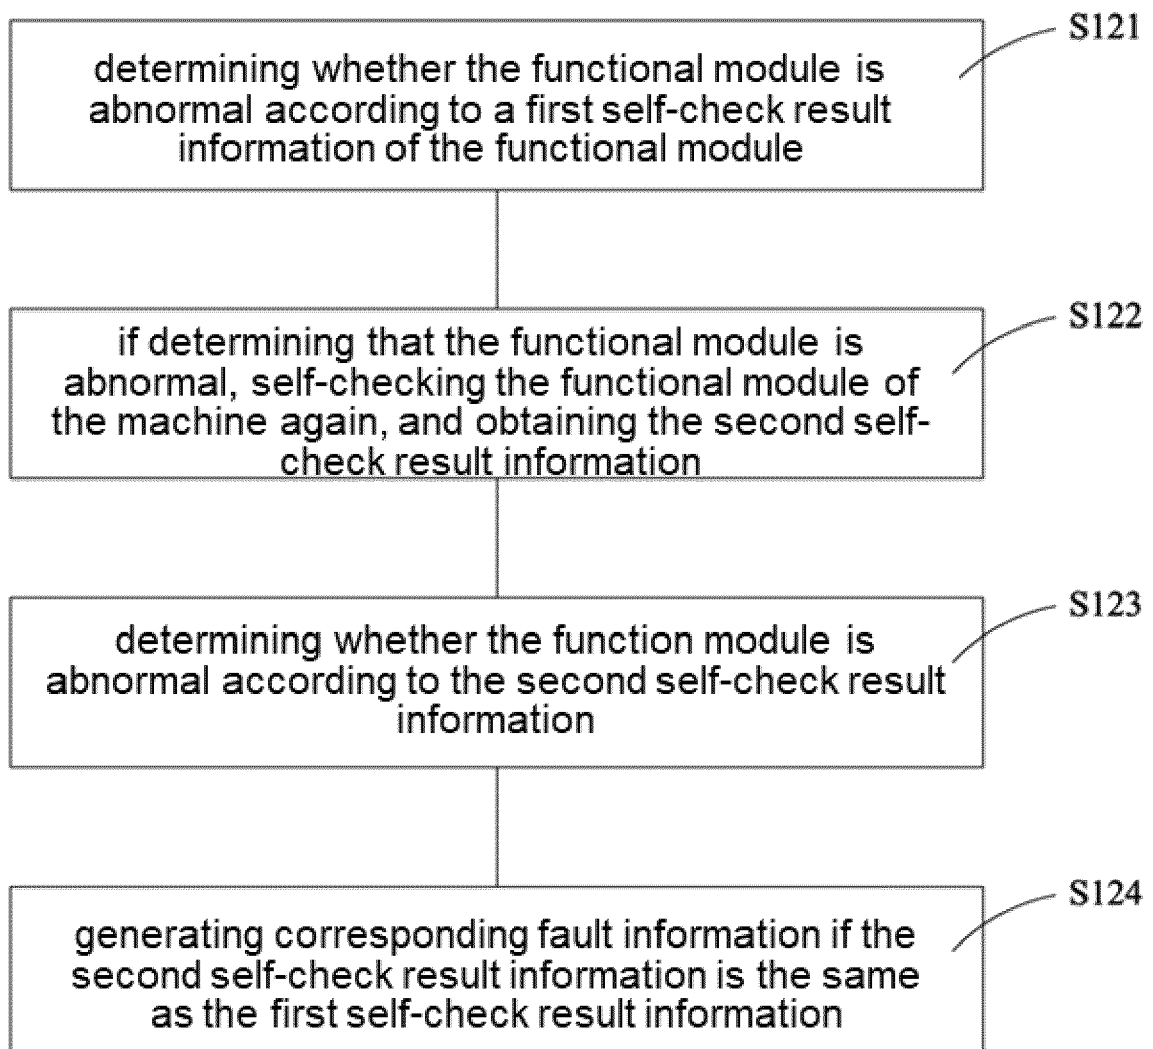 S121
determining whether the functional module is
abnormal according to a first self-check result
information of the functional module
S122
if determining that the functional module is
abnormal, self-checking the functional module of
the machine again, and obtaining the second self-
check result information
S123
determining whether the function module is
abnormal according to the second self-check result
information
S124
generating corresponding fault information if the
second self-check result information is the same
as the first self-check result information